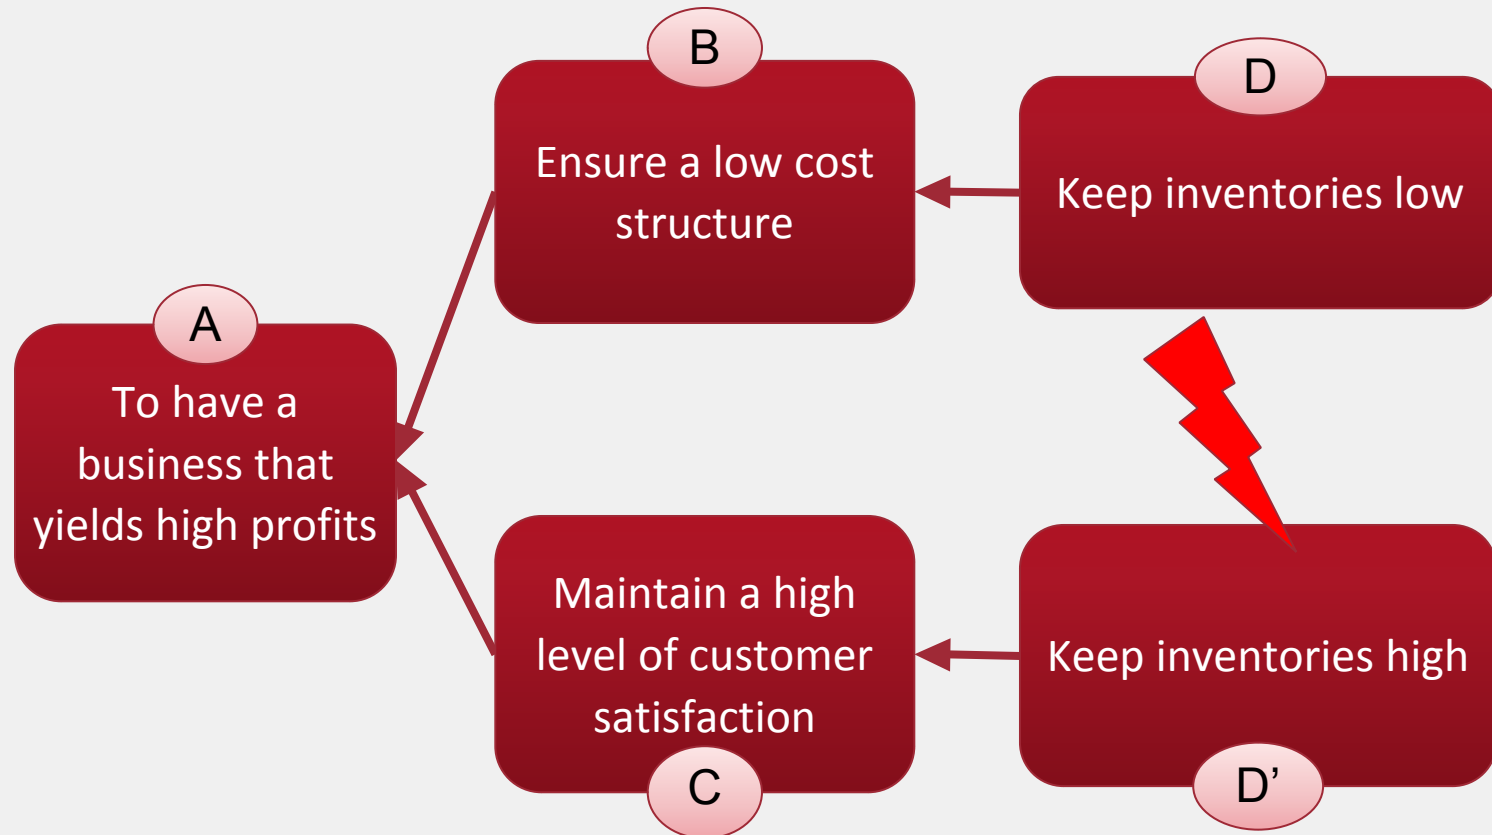 B
Ensure a low cost
structure
D
Keep inventories low
A
To have a
business that
yields high profits
Maintain a high
level of customer
satisfaction
C
Keep inventories high
D’